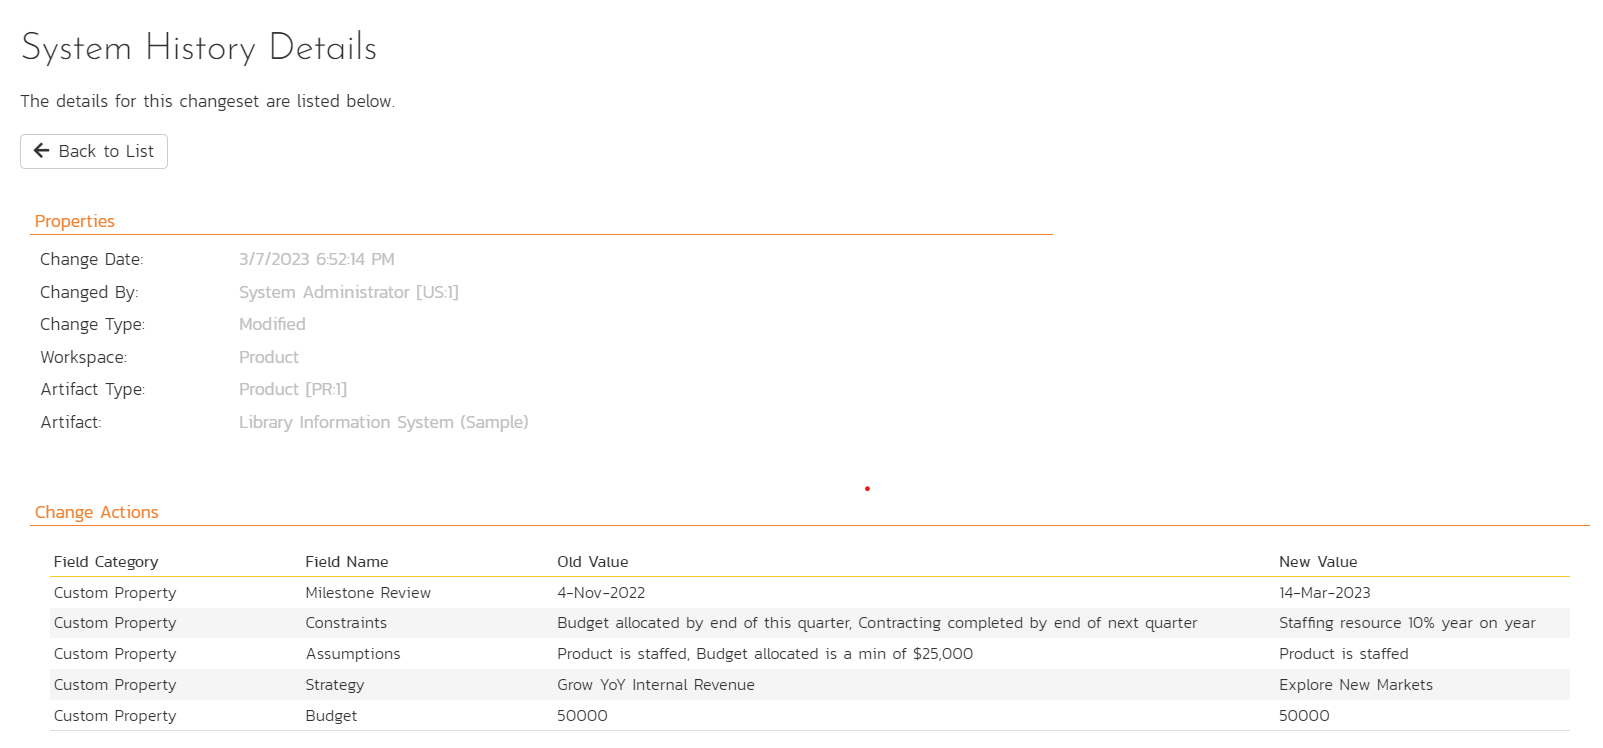 System History Details
The details for this changeset are listed below.
Back to List
Properties
Change Date: 3/7/2023 6:52:14 PM
Changed By: System Administrator [US:1]
Change Type: Modified
Workspace: Product
Artifact Type: Product [PR:1]
Artifact: Library Information System (Sample)
Change Actions
Field Category Field Name Old Value New Value
Custom Property Milestone Review 4-Nov-2022 14-Mar-2023
Custom Property Constraints Budget allocated by end of this quarter, Contracting completed by end of next quarter Staffing resource 10% year on year
Custom Property Assumptions Product is staffed, Budget allocated is a min of $25,000 Product is staffed
Custom Property Strategy Grow YoY Internal Revenue Explore New Markets
Custom Property Budget 50000 50000